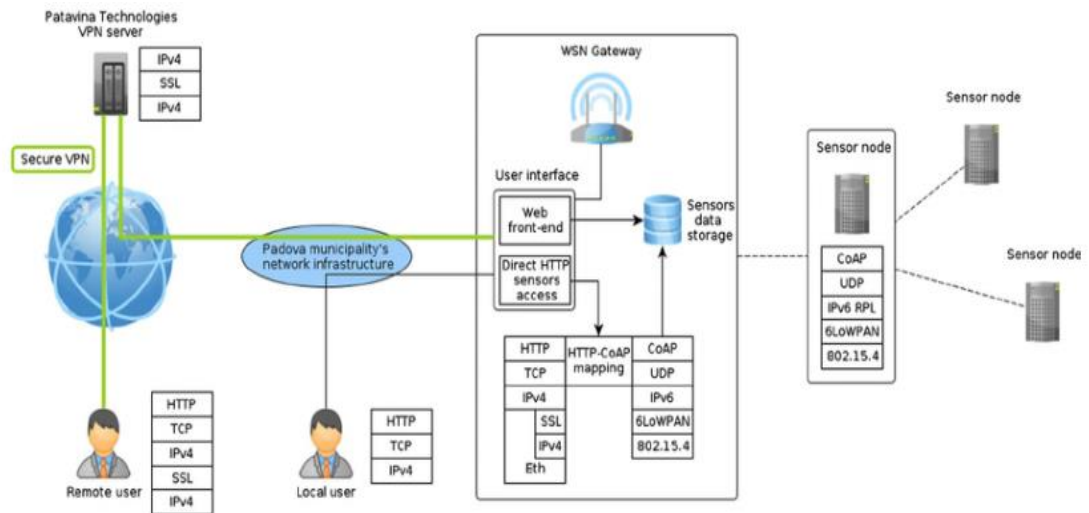 Patavina Technologies
VPN server
IPv4
SSL
IPv4
Secure VPN
Padova municipality's
network infrastructure
HTTP
TCP
IPv4
SSL
IPv4
Remote user
HTTP
TCP
IPv4
Local user
WSN Gateway
User interface
Web
front-end
Direct HTTP
sensors
access
Sensors
data
storage
HTTP
TCP
IPv4
SSL
IPv4
Eth
HTTP-CoAP
mapping
CoAP
UDP
IPv6
6LoWPAN
802.15.4
Sensor node
CoAP
UDP
IPv6 RPL
6LoWPAN
802.15.4
Sensor node
Sensor node